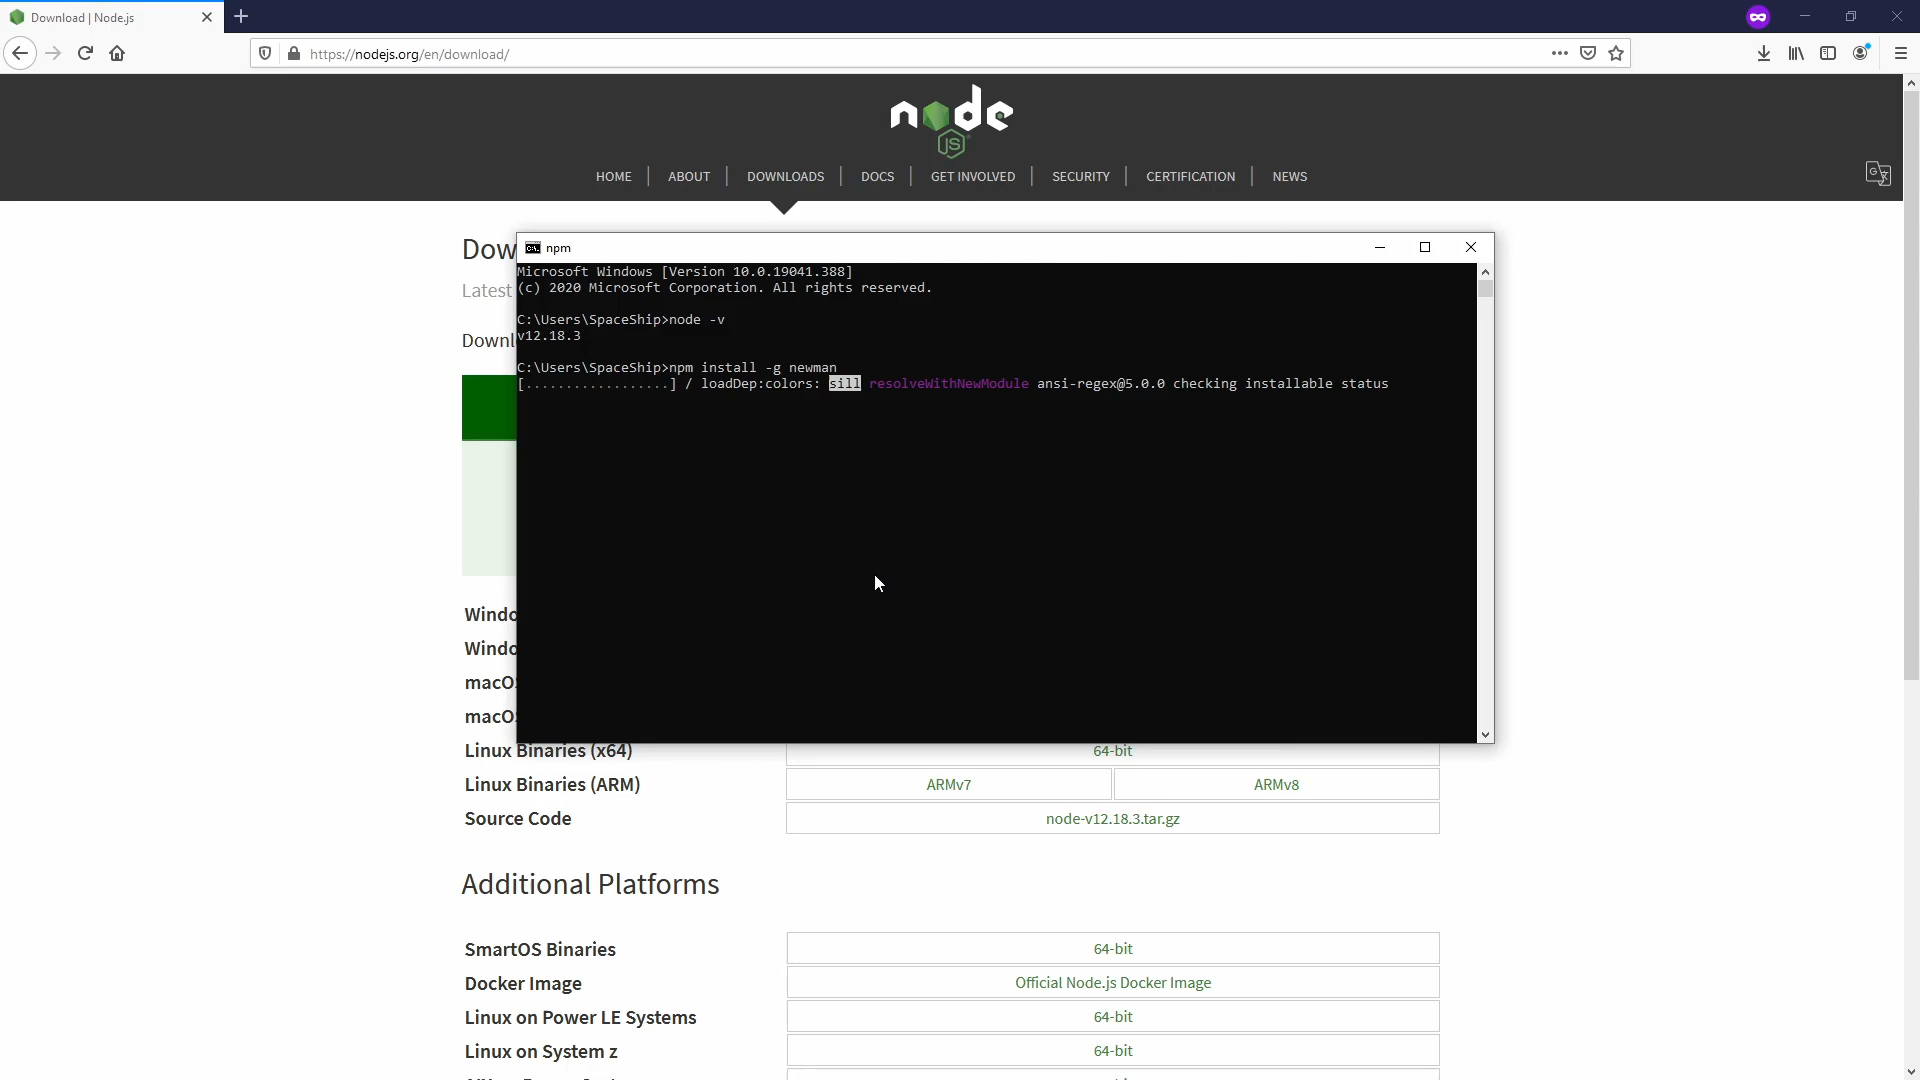 Download | Node.js
https://nodejs.org/en/download/
node
JS
HOME
ABOUT
DOWNLOADS
DOCS
GET INVOLVED
SECURITY
CERTIFICATION
NEWS
Dow
Latest
Downl
npm
Microsoft Windows [Version 10.0.19041.388]
(c) 2020 Microsoft Corporation. All rights reserved.
C:\Users\SpaceShip>node -v
v12.18.3
C:\Users\SpaceShip>npm install -g newman
[..................] / loadDep:colors: sill resolveWithNewModule ansi-regex@5.0.0 checking installable status
Windo
Windo
macOS
macOS
Linux Binaries (x64)
64-bit
Linux Binaries (ARM)
ARMv7
ARMv8
Source Code
node-v12.18.3.tar.gz
Additional Platforms
SmartOS Binaries
64-bit
Docker Image
Official Node.js Docker Image
Linux on Power LE Systems
64-bit
Linux on System z
64-bit